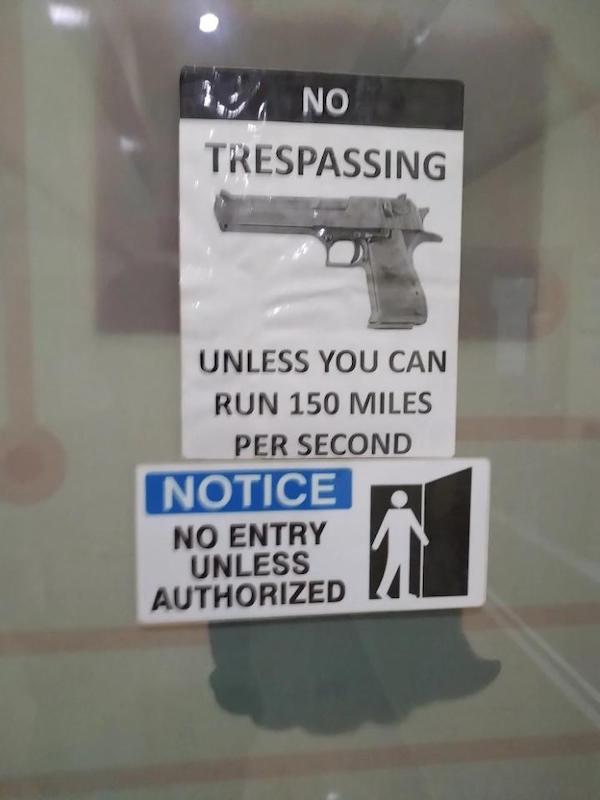 NO
TRESPASSING
UNLESS YOU CAN
RUN 150 MILES
PER SECOND
NOTICE
NO ENTRY
UNLESS
AUTHORIZED